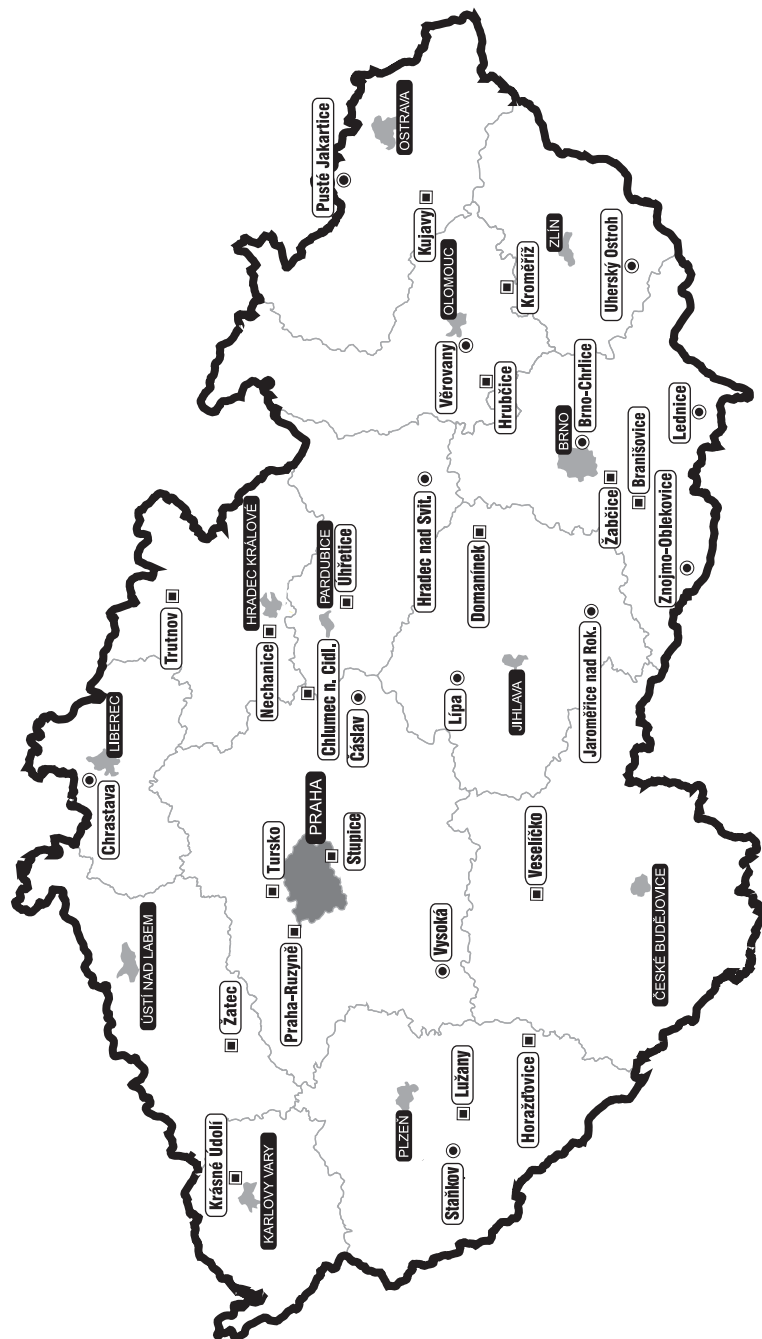 Chrastava
LIBEREC
Trutnov
ÚSTÍ NAD LABEM
Žatec
Tursko
Nechanice
HRADEC KRÁLOVÉ
Krásné Údolí
KARLOVY VARY
Praha-Ruzyně
PRAHA
Stupice
Chlumec n. Cidl.
PARDUBICE
Úhřetice
Čáslav
Pusté Jakartice
OSTRAVA
PLZEŇ
Lužany
Staňkov
Vysoká
Lípa
Hradec nad Svit.
Věrovany
OLOMOUC
Kujavy
Domanínek
Hrubčice
Kroměříž
Horažďovice
Veselíčko
JIHLAVA
BRNO
Brno-Chrlice
ZLÍN
Jaroměřice nad Rok.
Žabčice
Uherský Ostroh
Branišovice
ČESKÉ BUDĚJOVICE
Znojmo-Oblekovice
Lednice